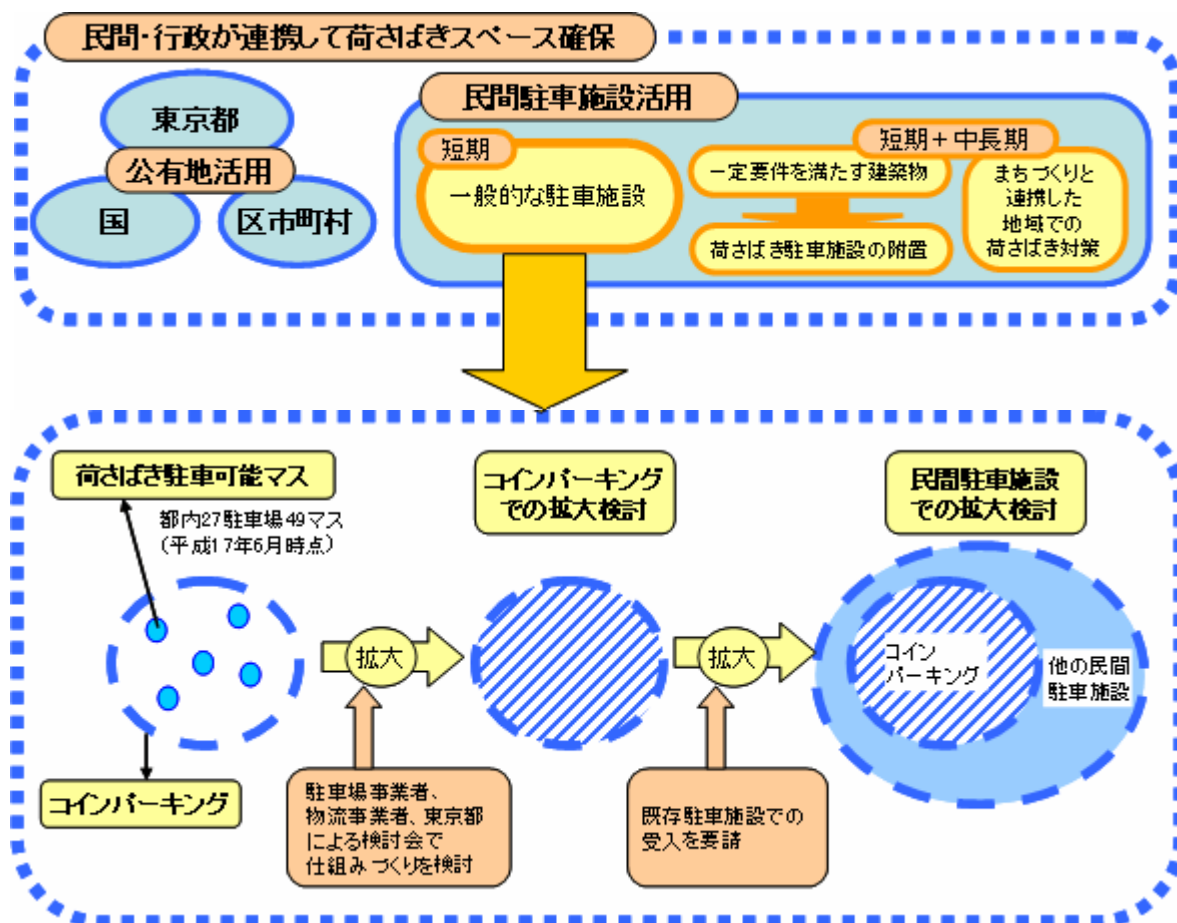 民間・行政が連携して荷さばきスペース確保
東京都
公有地活用
国
区市町村
民間駐車施設活用
短期
一般的な駐車施設
短期＋中長期
一定要件を満たす建築物
荷さばき駐車施設の附置
まちづくりと
連携した
地域での
荷さばき対策
荷さばき駐車可能マス
都内27駐車場49マス
（平成17年6月時点）
コインパーキング
拡大
駐車場事業者、
物流事業者、東京都
による検討会で
仕組みづくりを検討
コインパーキング
での拡大検討
拡大
既存駐車施設での
受入を要請
民間駐車施設
での拡大検討
コイン
パーキング
他の民間
駐車施設